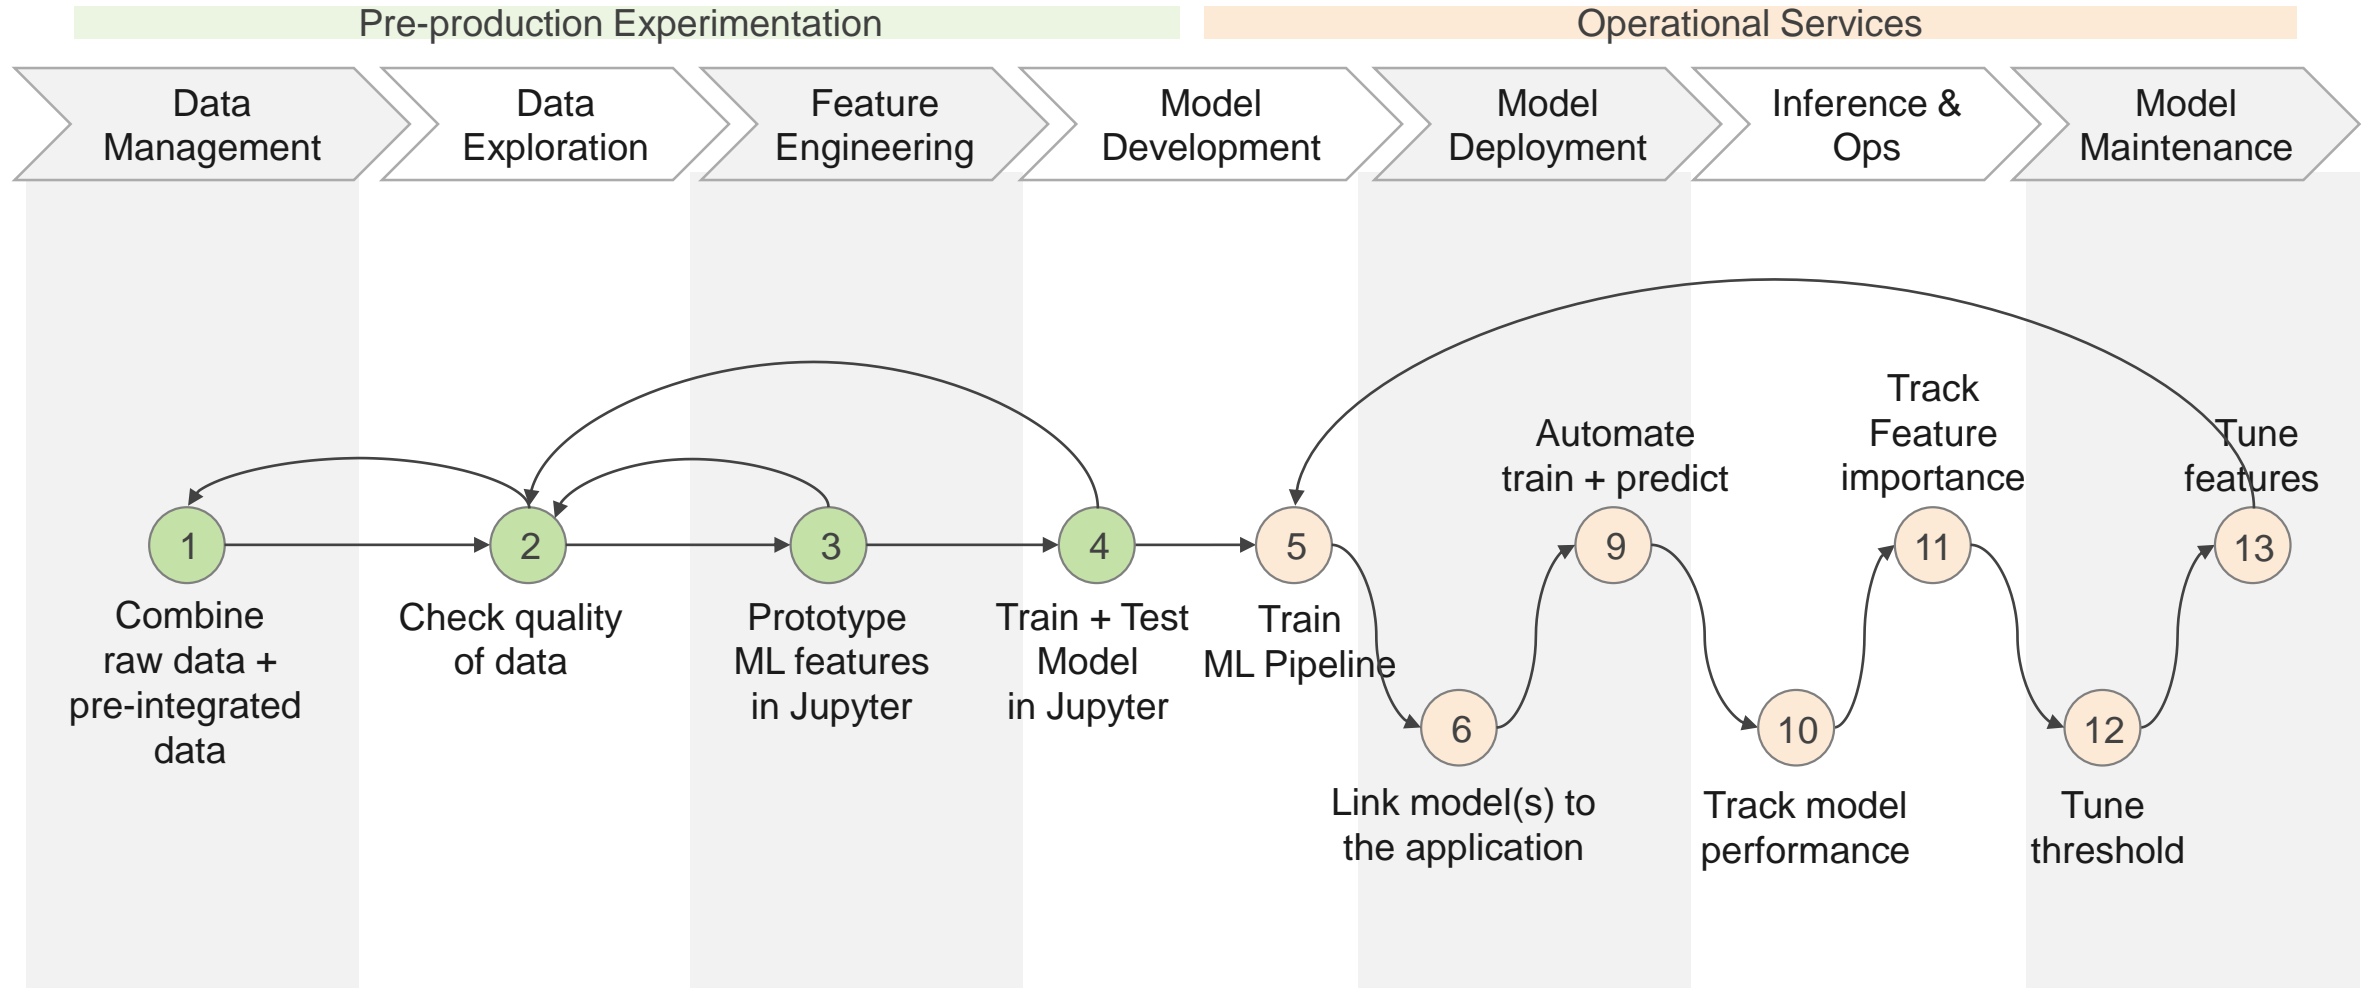 Pre-production Experimentation
Operational Services
Data
Management
Data
Exploration
Feature
Engineering
Model
Development
Model
Deployment
Inference &
Ops
Model
Maintenance
1
Combine
raw data +
pre-integrated
data
2
Check quality
of data
3
Prototype
ML features
in Jupyter
4
Train + Test
Model
in Jupyter
5
Train
ML Pipeline
6
Link model(s) to
the application
Automate
train + predict
9
10
Track model
performance
Track
Feature
importance
11
12
Tune
threshold
Tune
features
13